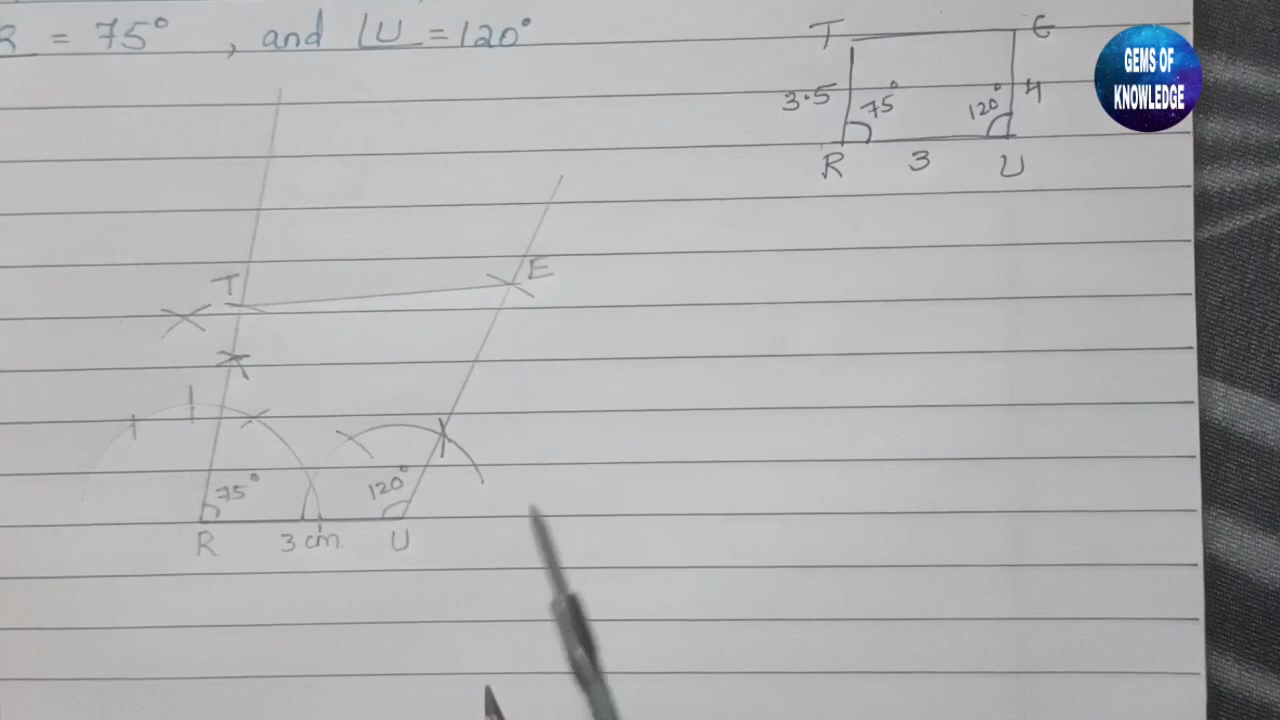 R = 75° , and ∠U = 120°
T E
GEMS OF
KNOWLEDGE
3.5 75° 120° 4
R 3 U
T E
75° 120°
R 3 cm. U